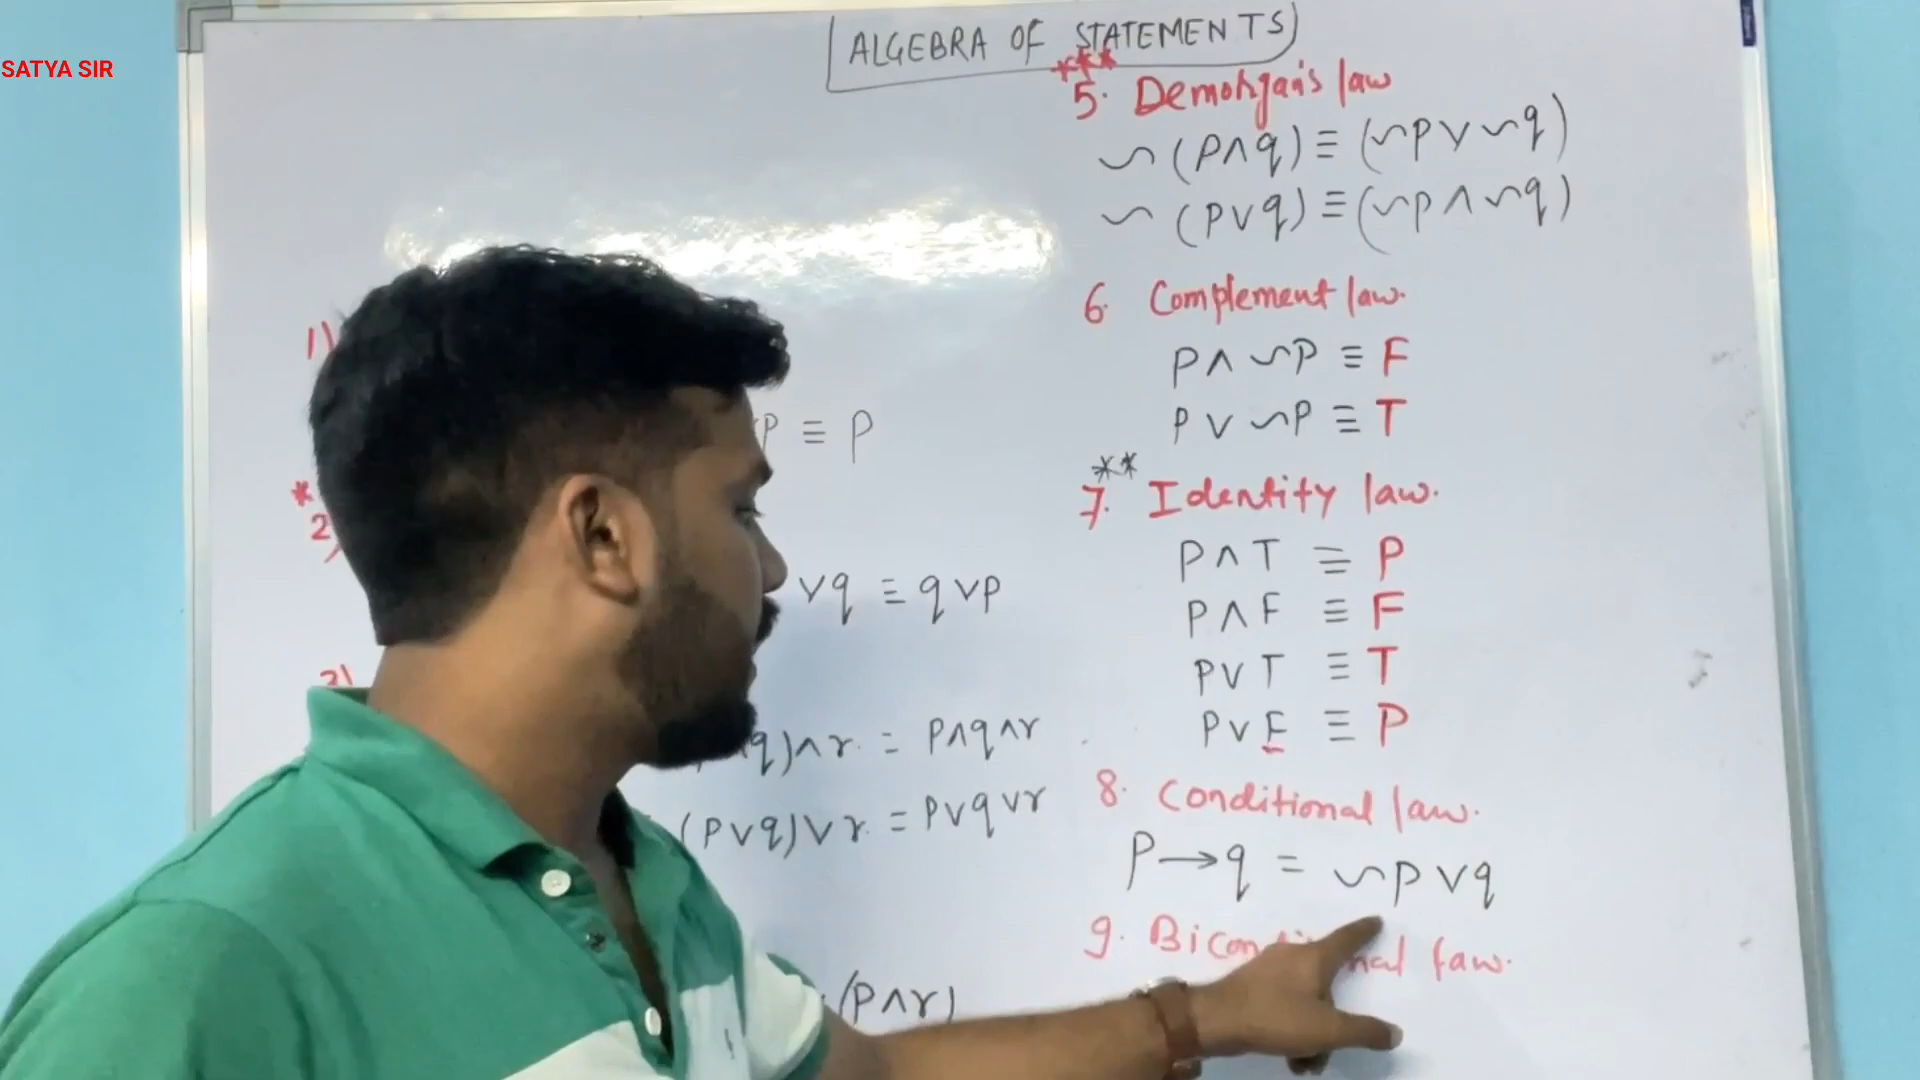 SATYA SIR
ALGEBRA OF STATEMENTS
1)
P ≡ P
*
2)
∨q ≡ q∨p
3)
q)∧r ≡ P∧q∧r
(P∨q)∨r ≡ P∨q∨r
(P∧r)
***
5. Demorgan's law
~(P∧q) ≡ (~P∨~q)
~(P∨q) ≡ (~P∧~q)
6. Complement law.
P∧~P ≡ F
P∨~P ≡ T
**
7. Identity law.
P∧T ≡ P
P∧F ≡ F
P∨T ≡ T
P∨F ≡ P
8. Conditional law.
P→q = ~P∨q
9. law.